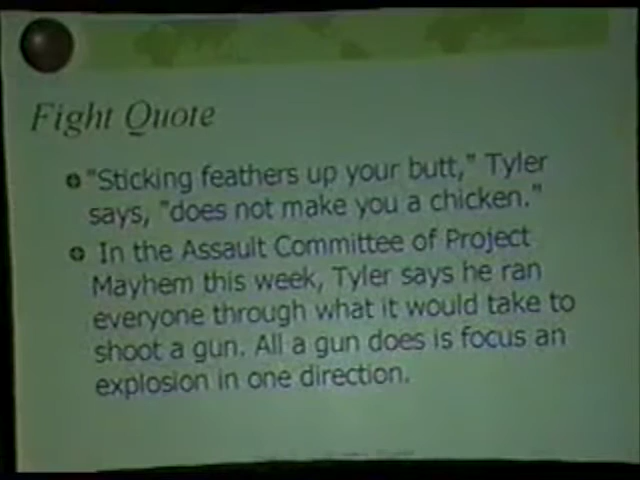 Fight Quote
"Sticking feathers up your butt," Tyler
says, "does not make you a chicken."
In the Assault Committee of Project
Mayhem this week, Tyler says he ran
everyone through what it would take to
shoot a gun. All a gun does is focus an
explosion in one direction.